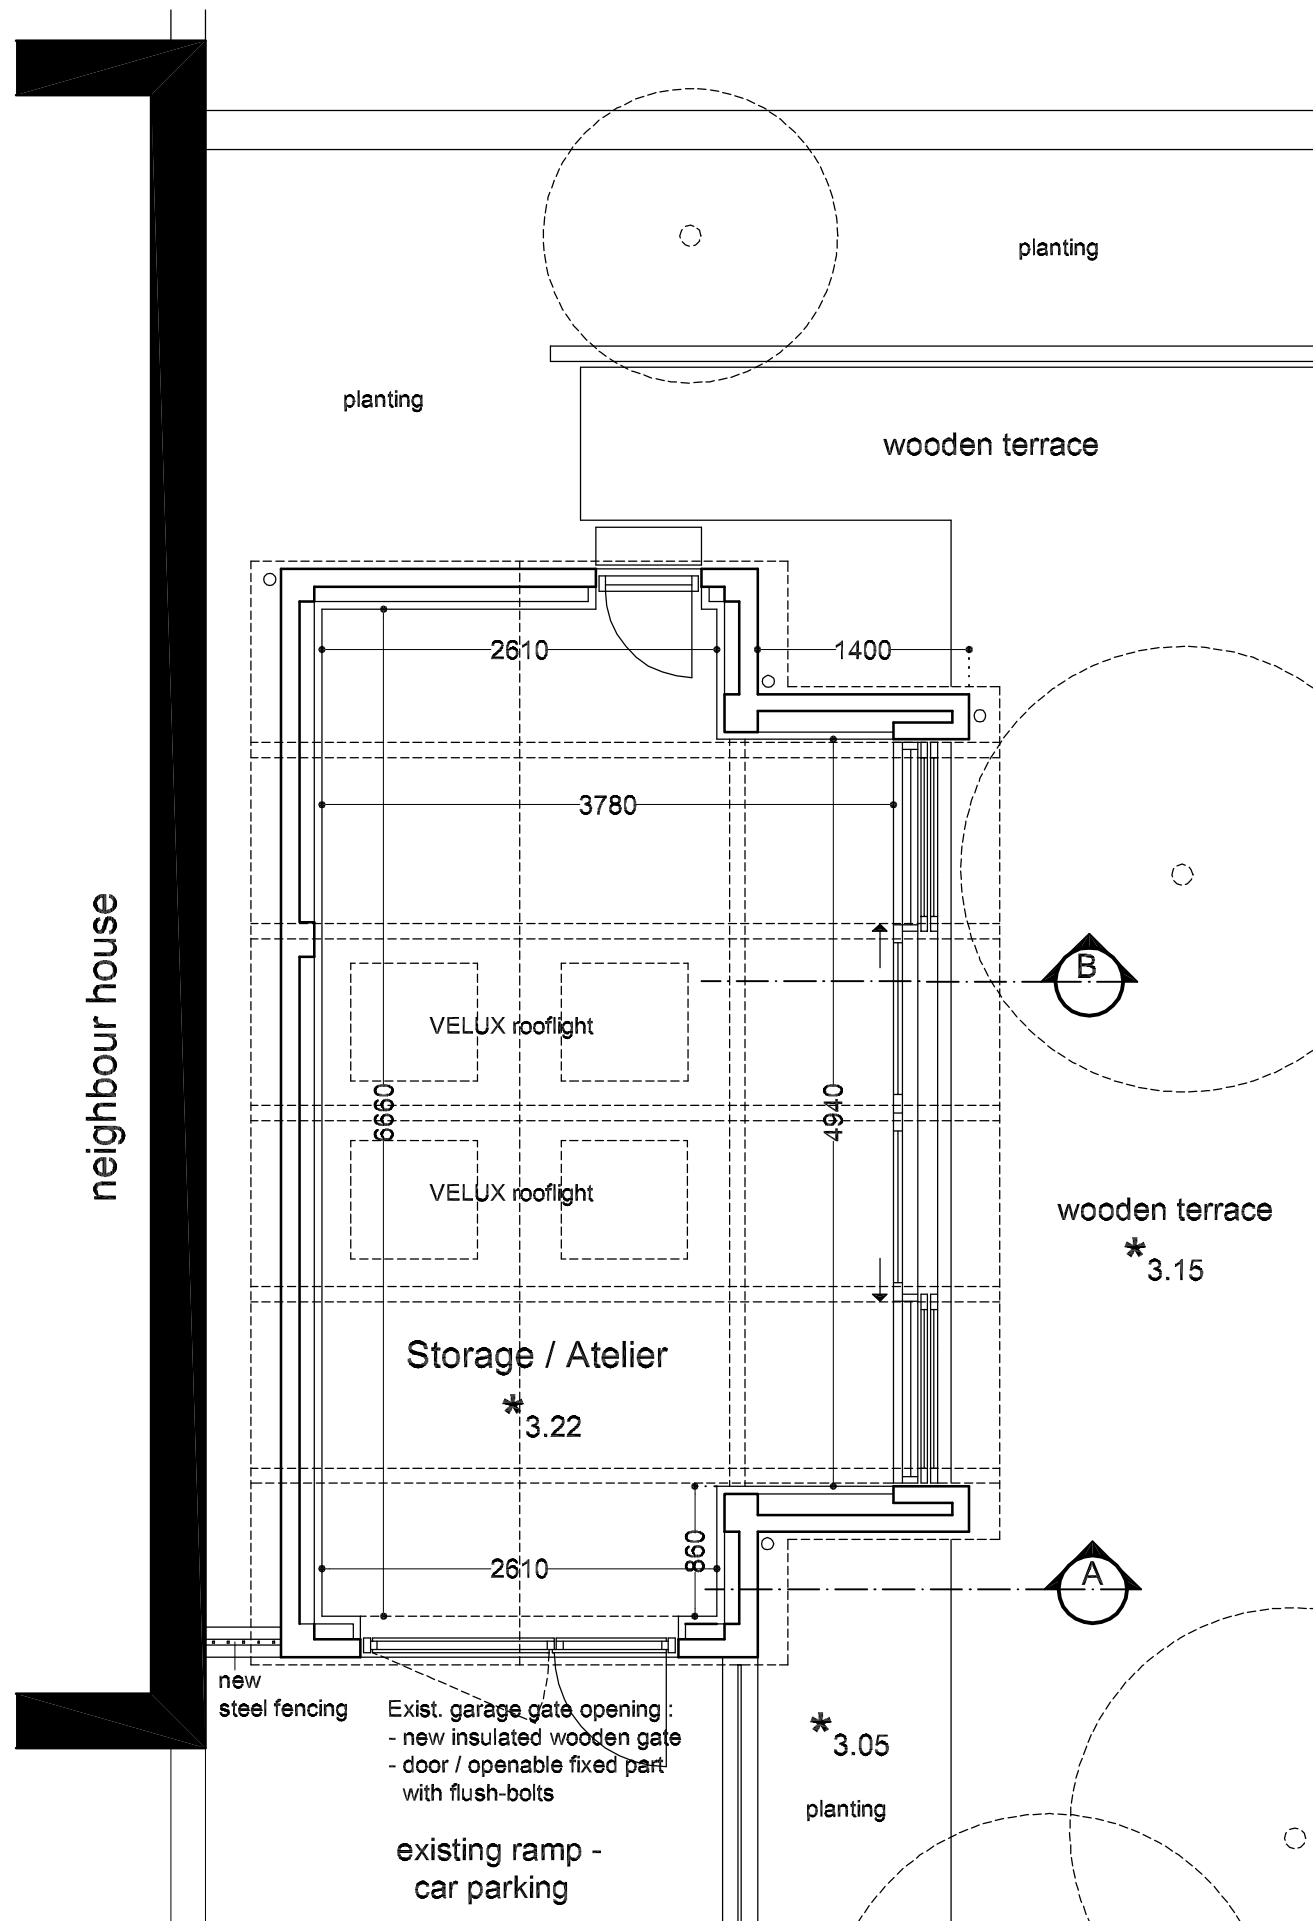 planting
planting
wooden terrace
2610
1400
3780
neighbour house
B
VELUX rooflight
6660
4940
VELUX rooflight
wooden terrace
* 3.15
Storage / Atelier
* 3.22
860
2610
A
new
steel fencing
Exist. garage gate opening :
- new insulated wooden gate
- door / openable fixed part
with flush-bolts
* 3.05
planting
existing ramp -
car parking